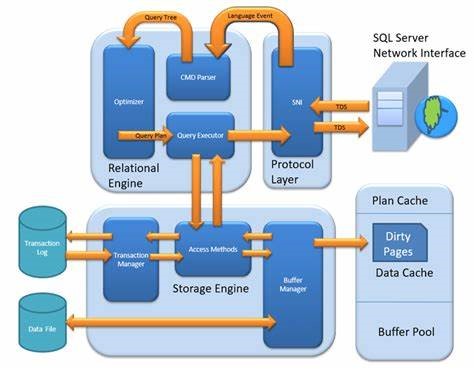 Query Tree
Language Event
SQL Server
Network Interface
CMD Parser
Optimizer
SNI
TDS
Query Plan
Query Executor
TDS
Relational
Engine
Protocol
Layer
Transaction
Log
Transaction
Manager
Access Methods
Storage Engine
Buffer
Manager
Data File
Plan Cache
Dirty
Pages
Data Cache
Buffer Pool